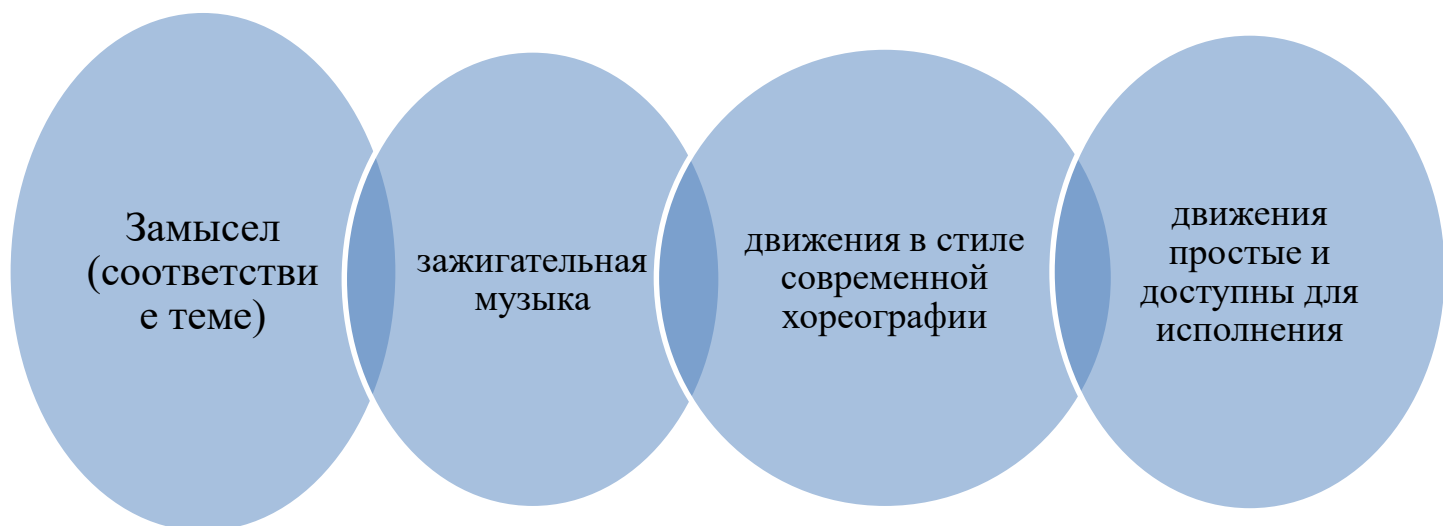 Замысел
(соответстви
е теме)
зажигательная
музыка
движения в стиле
современной
хореографии
движения
простые и
доступны для
исполнения